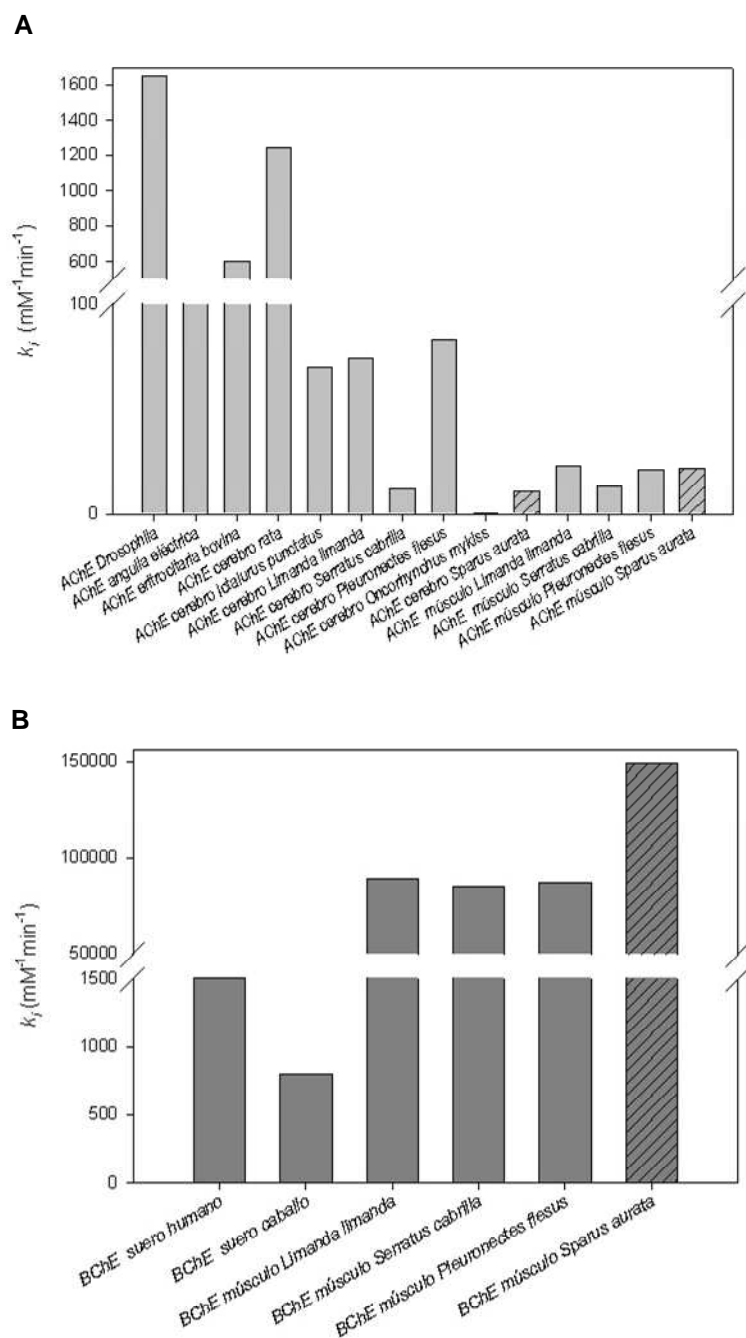 A
1600
1400
1200
1000
800
600
100
0
k_i (mM⁻¹min⁻¹)
AChE Drosophila
AChE anguila eléctrica
AChE eritrocitaria bovina
AChE cerebro rata
AChE cerebro Ictalurus punctatus
AChE cerebro Limanda limanda
AChE cerebro Serratus cabrilla
AChE cerebro Pleuronectes flesus
AChE cerebro Oncorhynchus mykiss
AChE cerebro Sparus aurata
AChE músculo Limanda limanda
AChE músculo Serratus cabrilla
AChE músculo Pleuronectes flesus
AChE músculo Sparus aurata
B
150000
100000
50000
1500
1000
500
0
k_i (mM⁻¹min⁻¹)
BChE suero humano
BChE suero caballo
BChE músculo Limanda limanda
BChE músculo Serratus cabrilla
BChE músculo Pleuronectes flesus
BChE músculo Sparus aurata